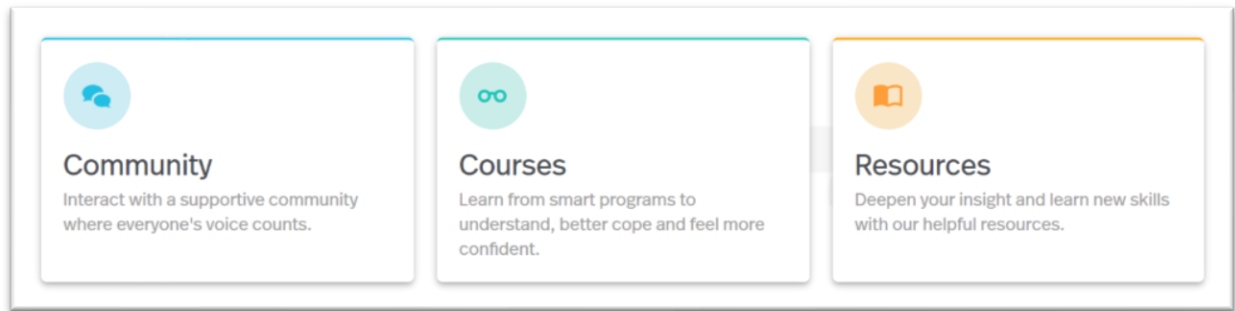 Community
Interact with a supportive community
where everyone's voice counts.
Courses
Learn from smart programs to
understand, better cope and feel more
confident.
Resources
Deepen your insight and learn new skills
with our helpful resources.